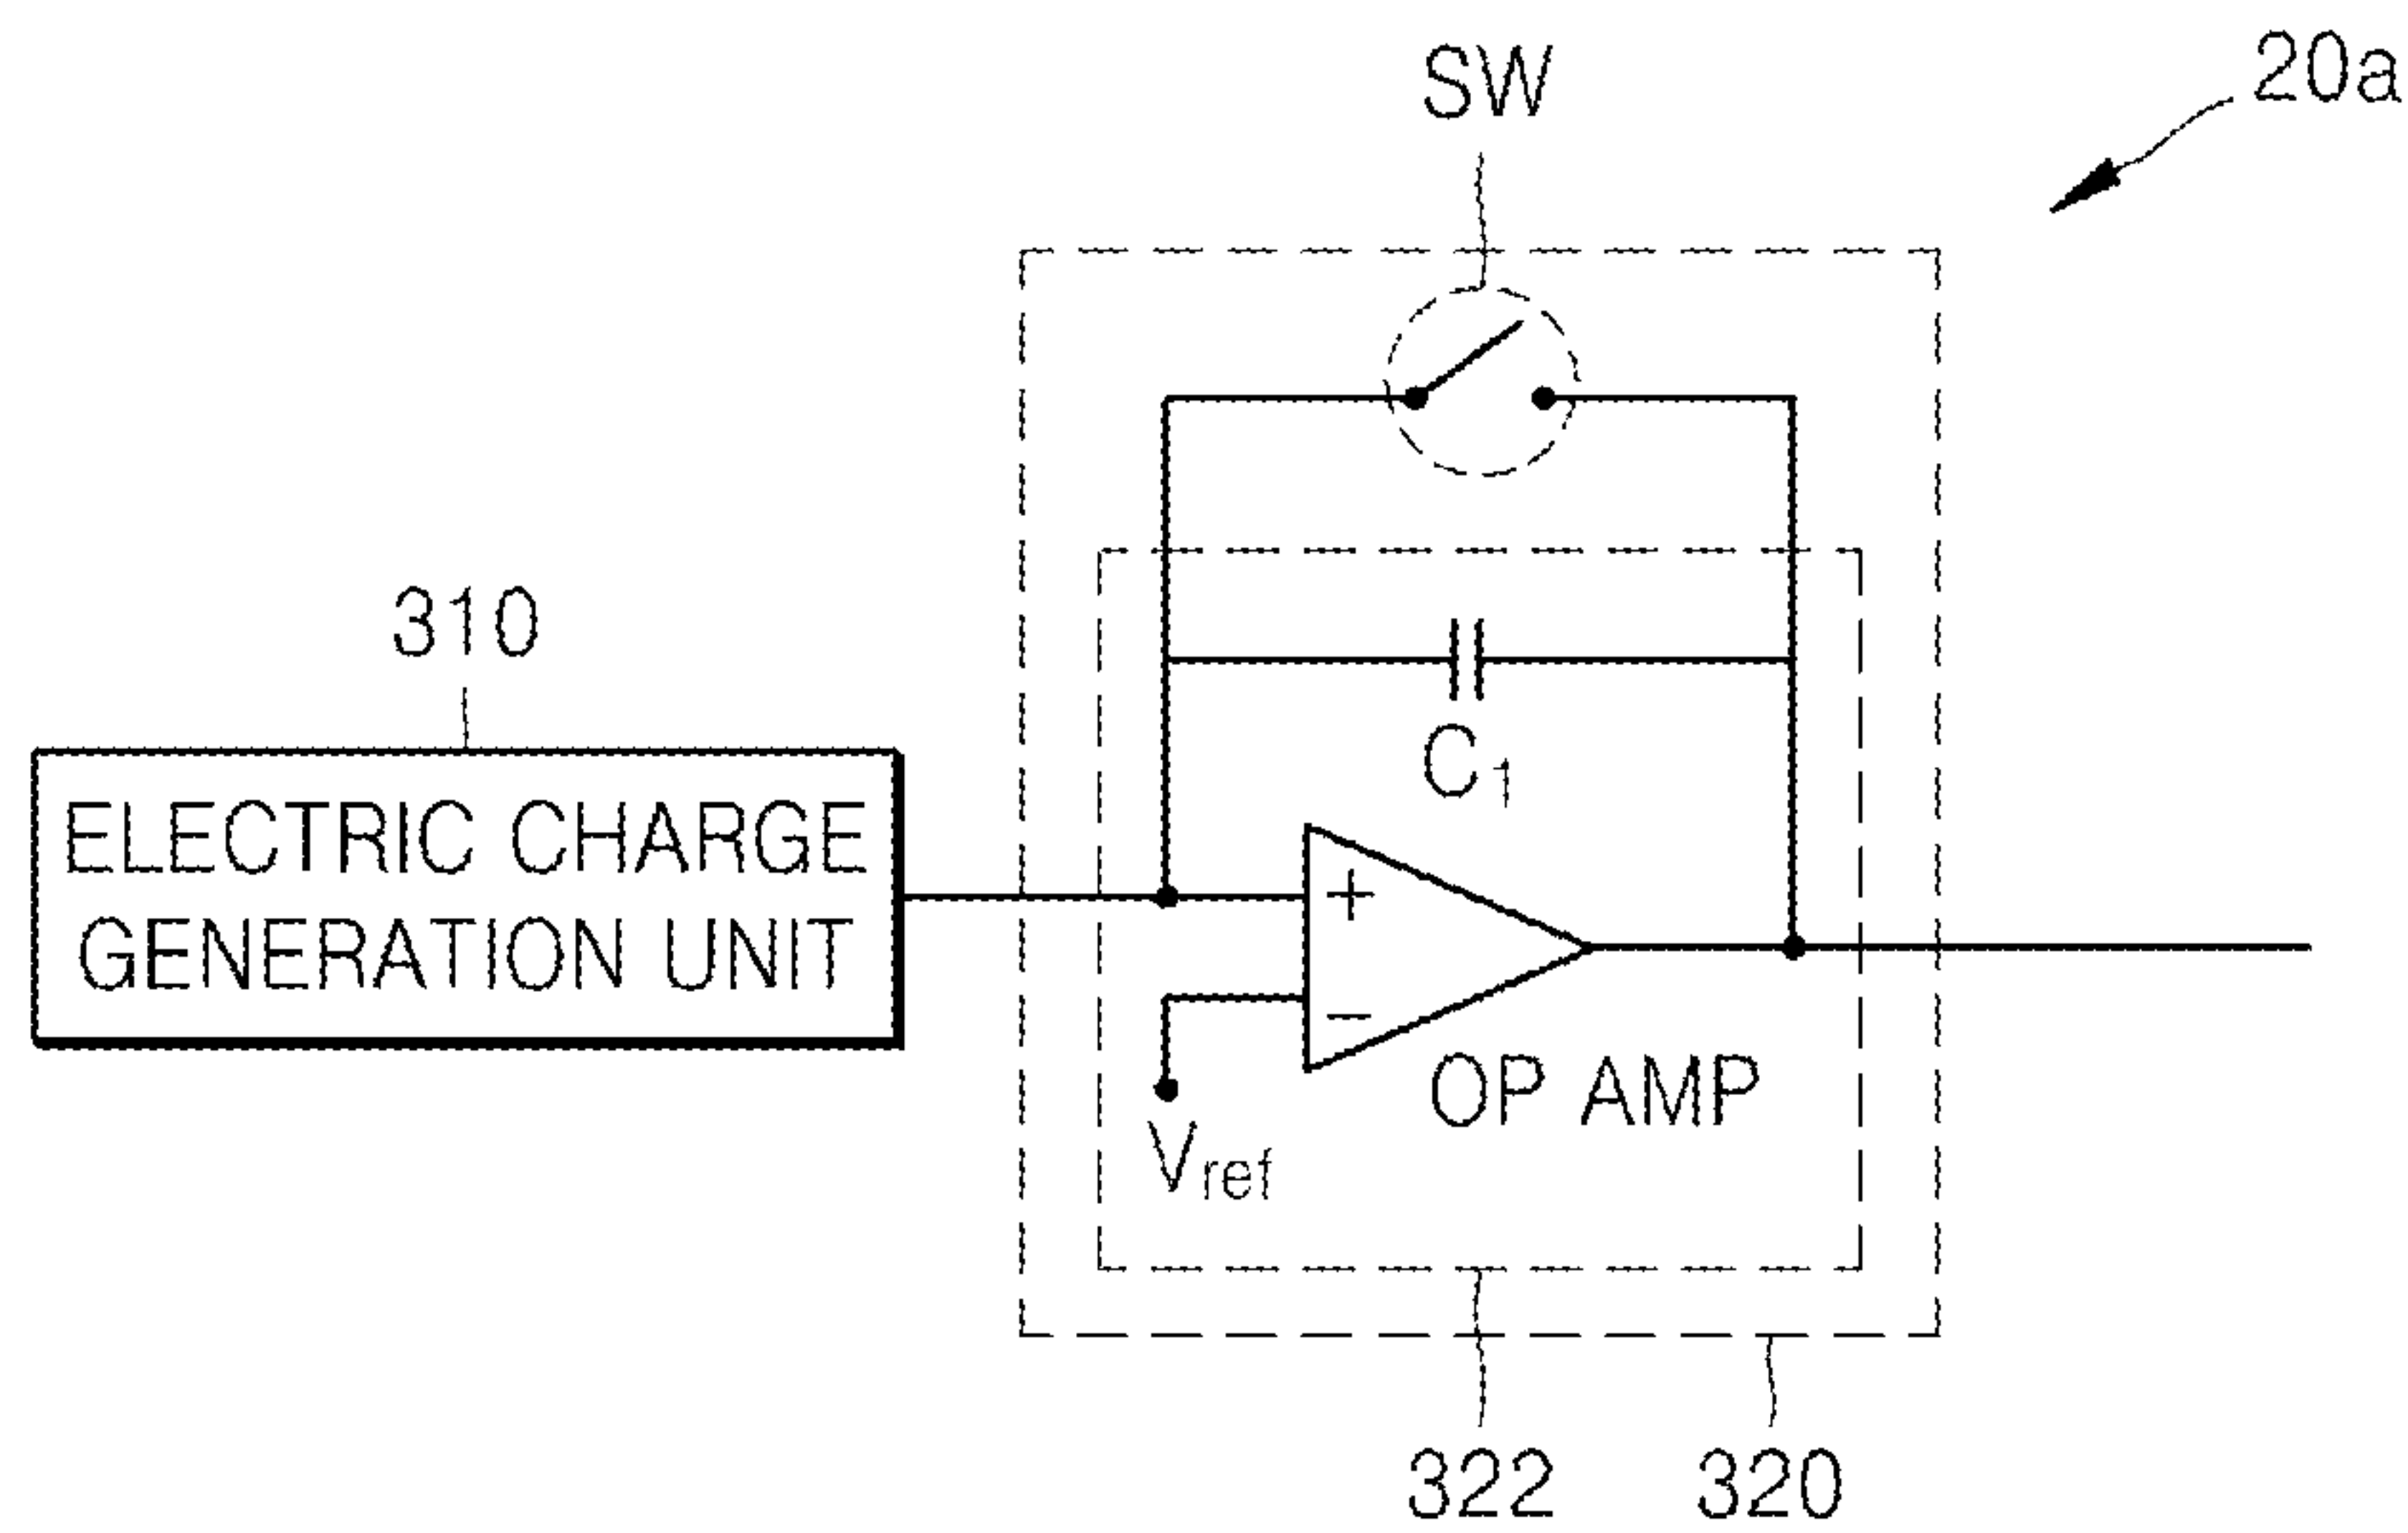 SW
20a
310
ELECTRIC CHARGE
GENERATION UNIT
C1
+
−
OP AMP
Vref
322
320